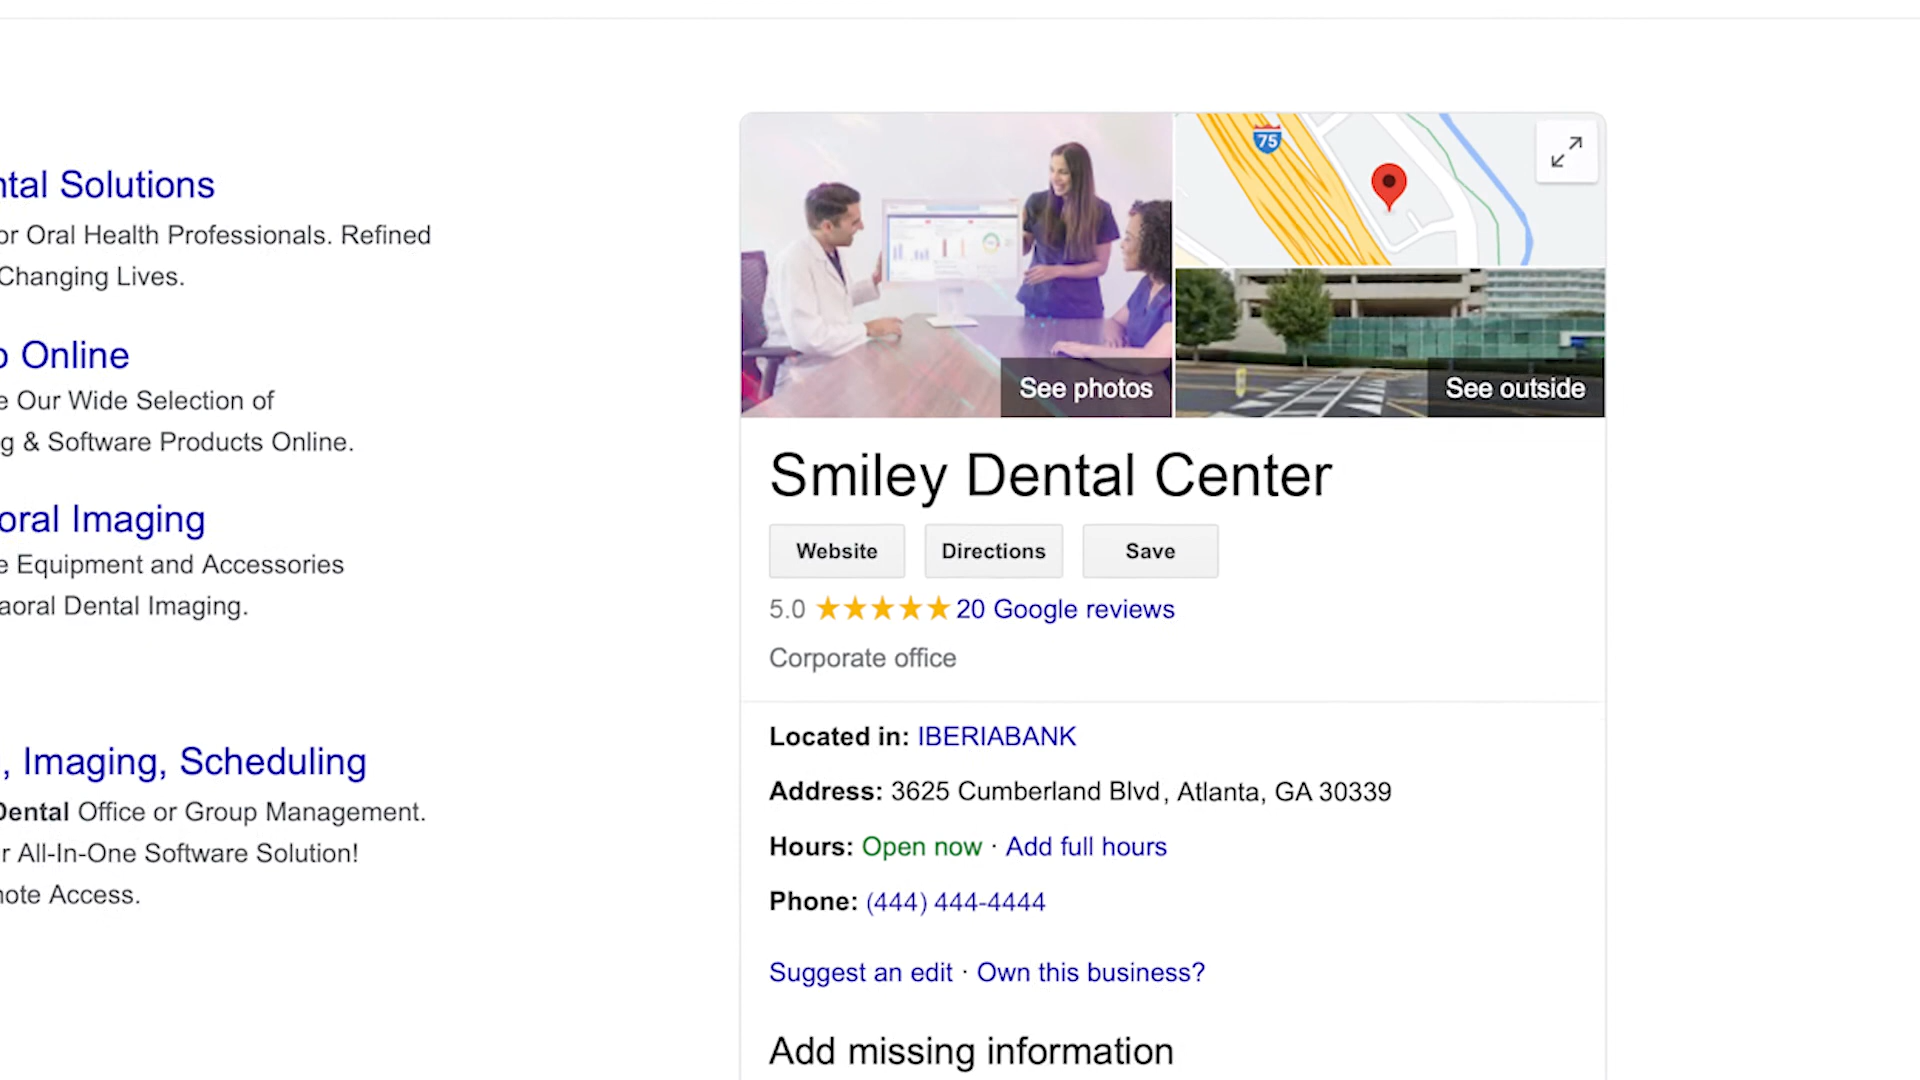 ntal Solutions
or Oral Health Professionals. Refined
Changing Lives.
Online
e Our Wide Selection of
g & Software Products Online.
oral Imaging
e Equipment and Accessories
aoral Dental Imaging.
, Imaging, Scheduling
Dental Office or Group Management.
r All-In-One Software Solution!
note Access.
75
See photos
See outside
Smiley Dental Center
Website Directions Save
5.0 ★★★★★ 20 Google reviews
Corporate office
Located in: IBERIABANK
Address: 3625 Cumberland Blvd, Atlanta, GA 30339
Hours: Open now · Add full hours
Phone: (444) 444-4444
Suggest an edit · Own this business?
Add missing information